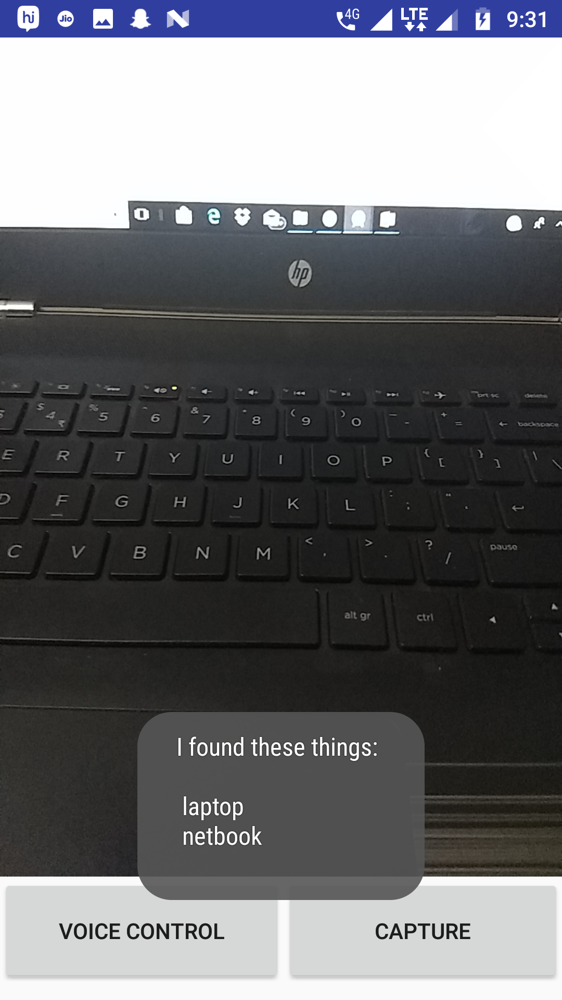 hi Jio 4G LTE 9:31
hp
prt sc delete
$ 4 ₹ % 5 ^ 6 & 7 * 8 ( 9 ) 0 _ - + = ← backspace
E R T Y U I O P { [ } ] | \
D F G H J K L : ; " '
C V B N M < , > . ? / pause
alt gr ctrl
I found these things:
laptop
netbook
VOICE CONTROL CAPTURE